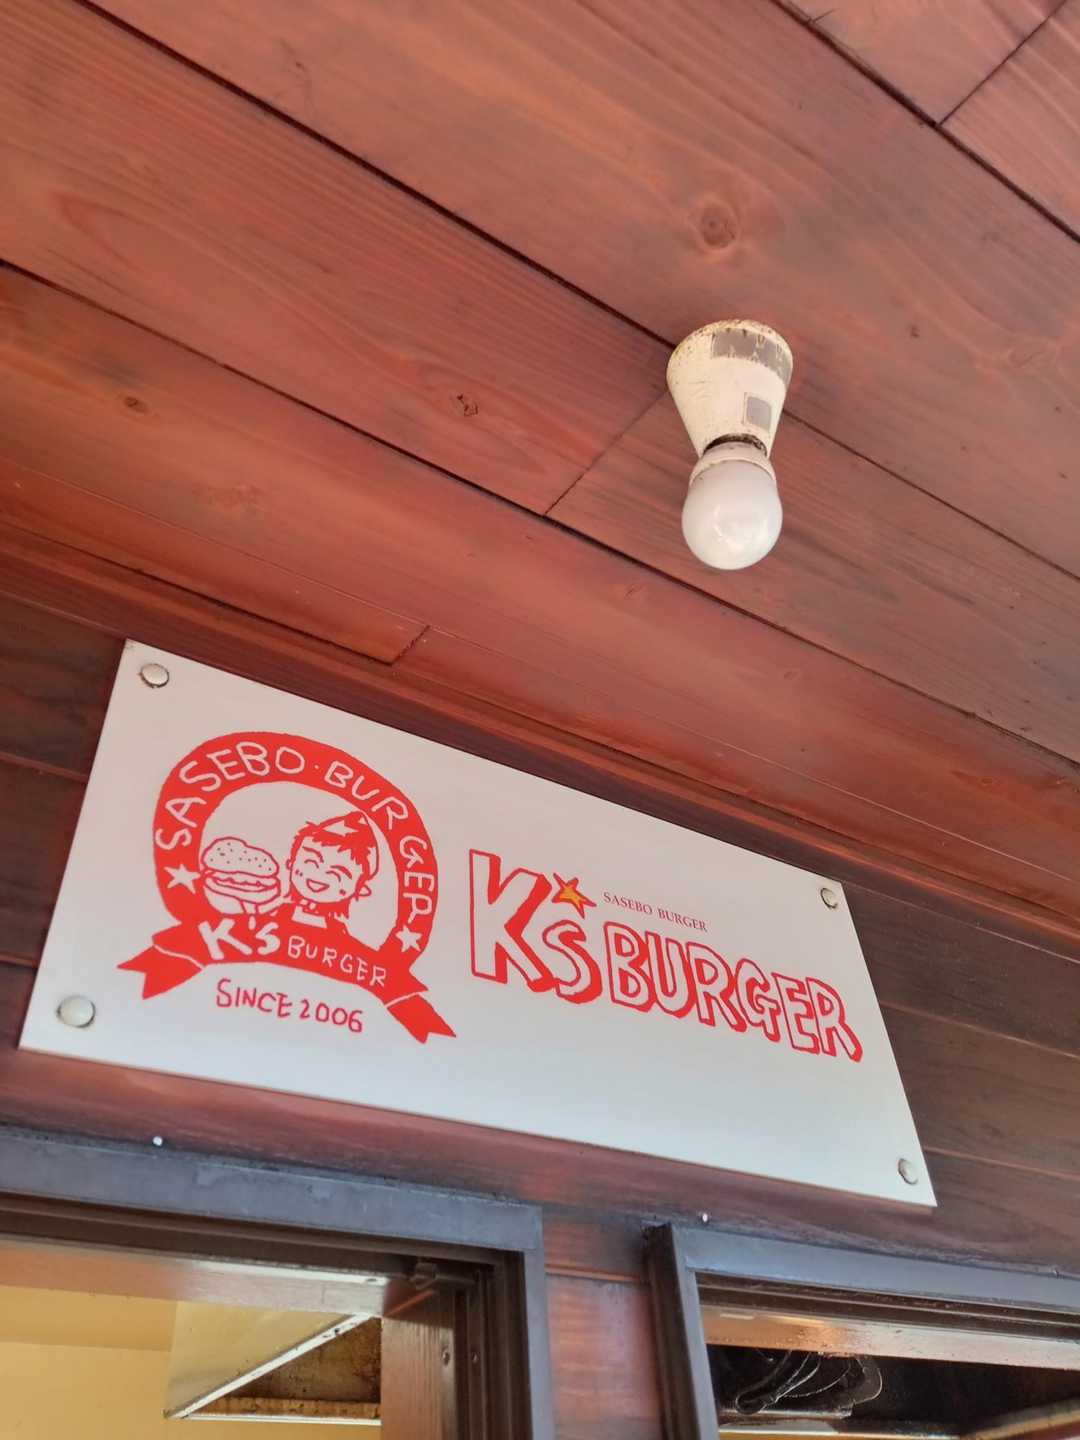 SASEBO·BURGER
K'S BURGER
SINCE 2006
SASEBO BURGER
K'S BURGER